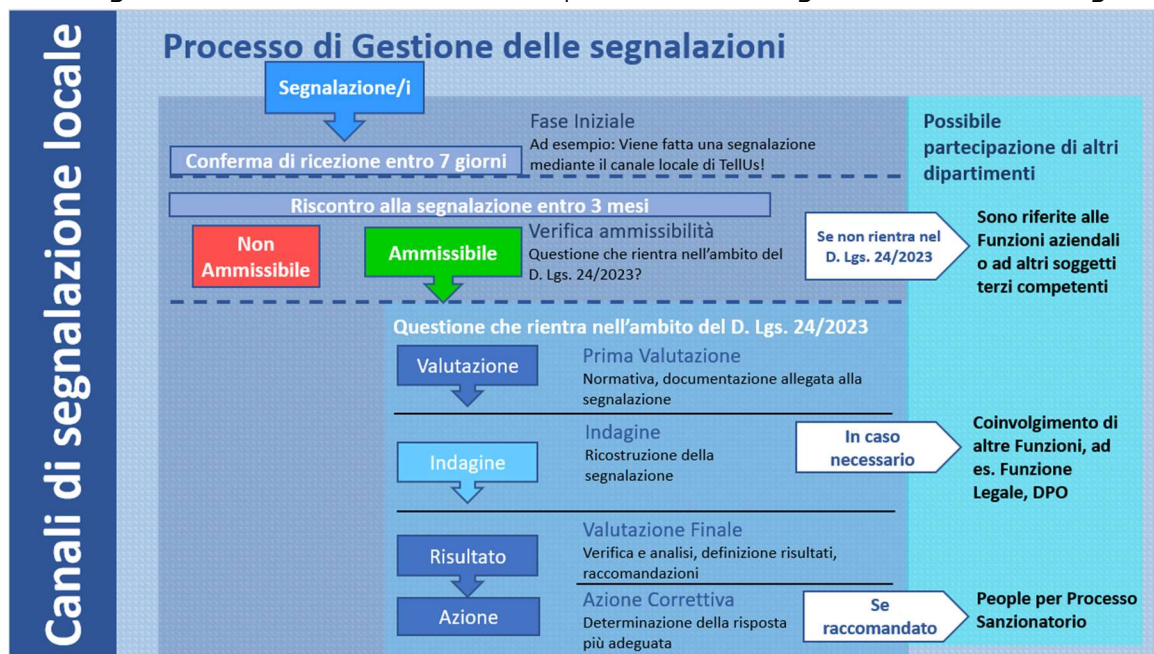 Canali di segnalazione locale
Processo di Gestione delle segnalazioni
Segnalazione/i
Conferma di ricezione entro 7 giorni
Fase Iniziale
Ad esempio: Viene fatta una segnalazione
mediante il canale locale di TellUs!
Possibile
partecipazione di altri
dipartimenti
Riscontro alla segnalazione entro 3 mesi
Non
Ammissibile
Ammissibile
Verifica ammissibilità
Questione che rientra nell'ambito del
D. Lgs. 24/2023?
Se non rientra nel
D. Lgs. 24/2023
Sono riferite alle
Funzioni aziendali
o ad altri soggetti
terzi competenti
Questione che rientra nell'ambito del D. Lgs. 24/2023
Valutazione
Prima Valutazione
Normativa, documentazione allegata alla
segnalazione
Indagine
Indagine
Ricostruzione della
segnalazione
In caso
necessario
Coinvolgimento di
altre Funzioni, ad
es. Funzione
Legale, DPO
Risultato
Valutazione Finale
Verifica e analisi, definizione risultati,
raccomandazioni
Azione
Azione Correttiva
Determinazione della risposta
più adeguata
Se
raccomandato
People per Processo
Sanzionatorio